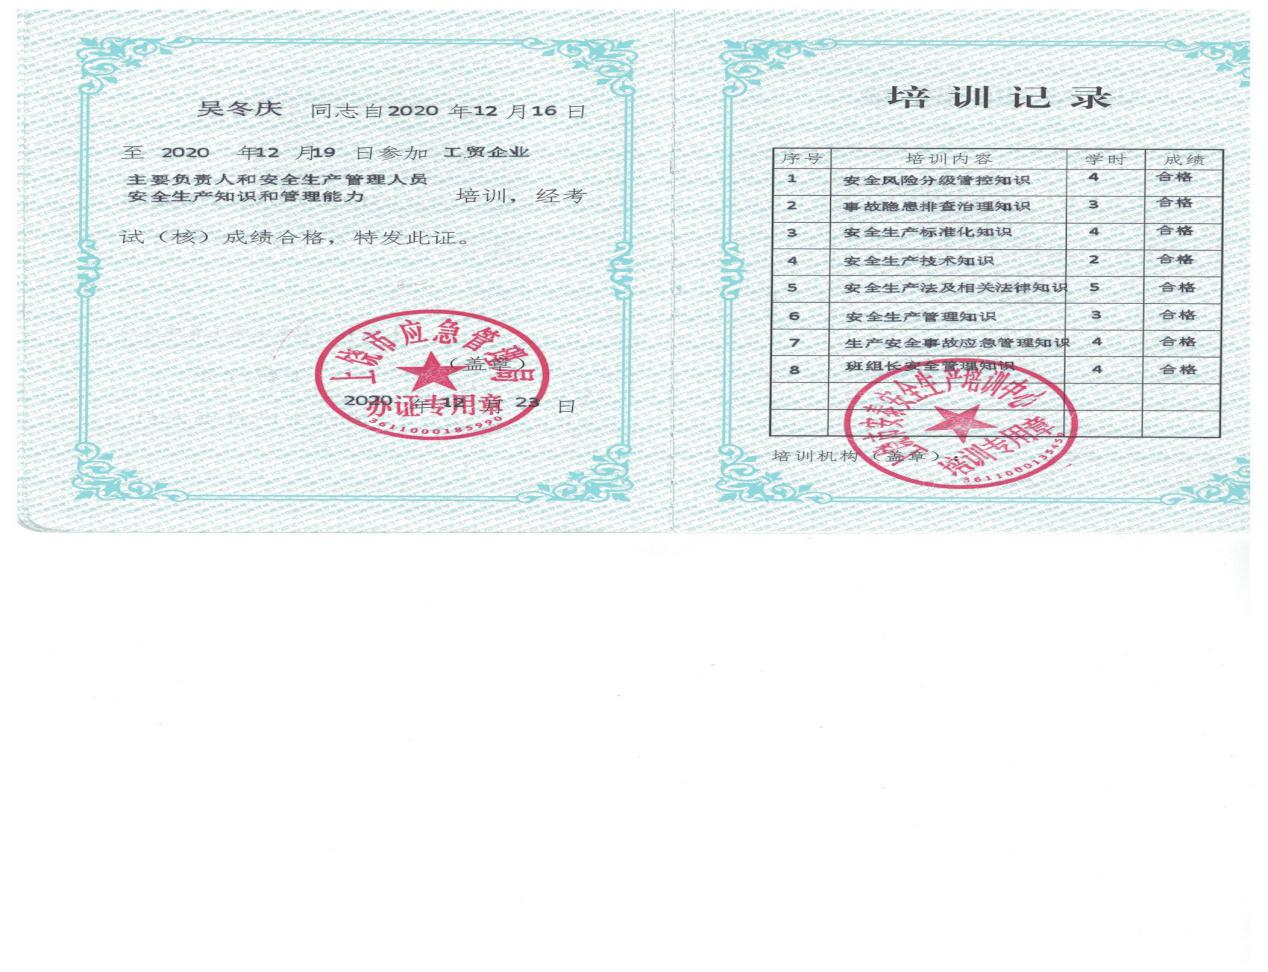 吴冬庆 同志自2020 年12 月16 日
至 2020 年12 月19 日参加 工贸企业
主要负责人和安全生产管理人员
安全生产知识和管理能力 培训，经考
试（核）成绩合格，特发此证。
上饶市应急管理局
（盖章）
2020 年 12 月 23 日
办证专用章
3611000185990
培训记录
序号 培训内容 学时 成绩
1 安全风险分级管控知识 4 合格
2 事故隐患排查治理知识 3 合格
3 安全生产标准化知识 4 合格
4 安全生产技术知识 2 合格
5 安全生产法及相关法律知识 5 合格
6 安全生产管理知识 3 合格
7 生产安全事故应急管理知识 4 合格
8 班组长安全管理知识 4 合格
安全生产培训中心
培训专用章
培训机构（盖章）